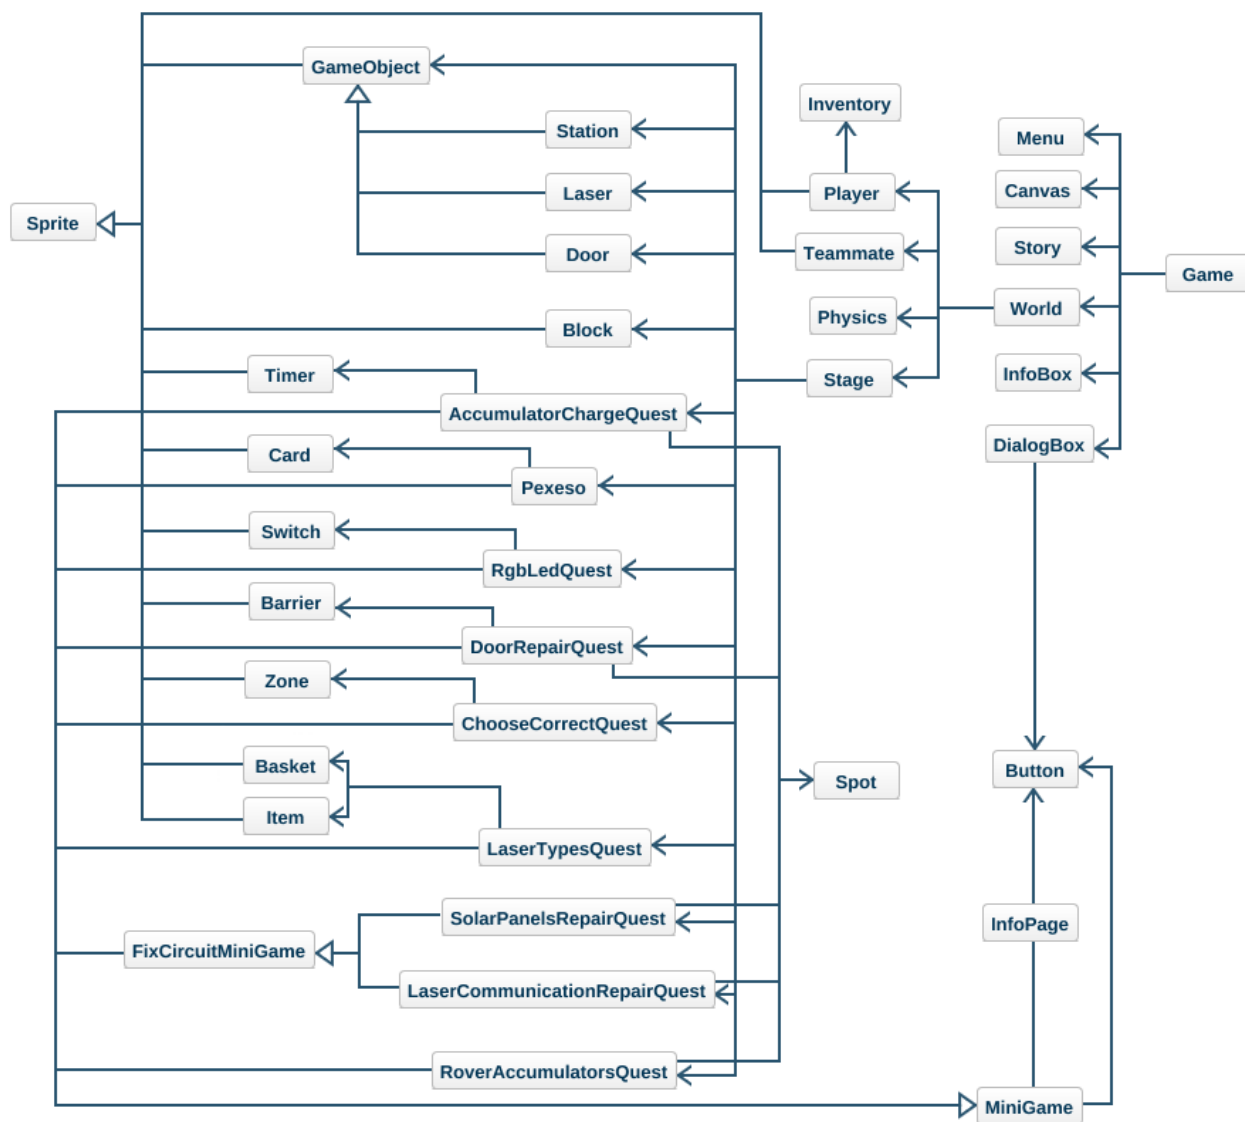 GameObject
Inventory
Station
Menu
Laser
Player
Canvas
Sprite
Door
Teammate
Story
Game
Block
Physics
World
Timer
Stage
InfoBox
AccumulatorChargeQuest
Card
DialogBox
Pexeso
Switch
RgbLedQuest
Barrier
DoorRepairQuest
Zone
ChooseCorrectQuest
Basket
Button
Spot
Item
LaserTypesQuest
SolarPanelsRepairQuest
InfoPage
FixCircuitMiniGame
LaserCommunicationRepairQuest
RoverAccumulatorsQuest
MiniGame